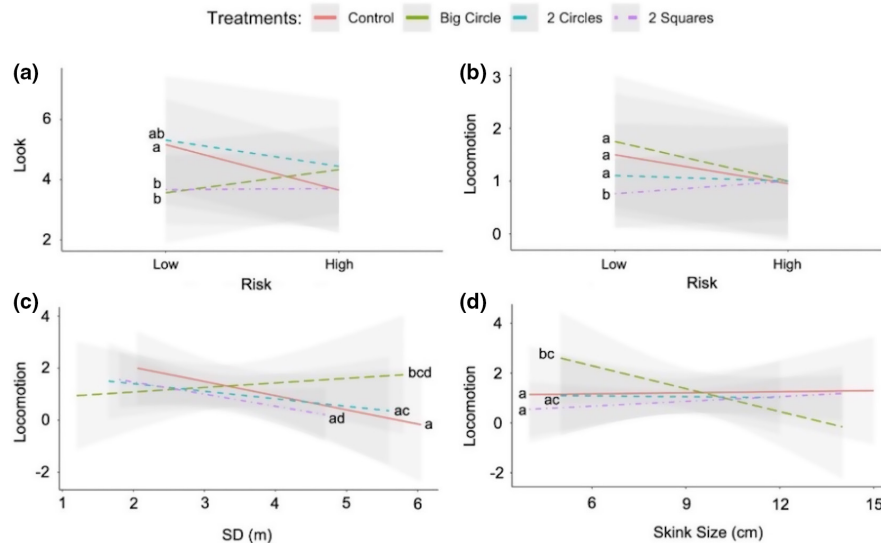 Treatments: Control Big Circle 2 Circles 2 Squares
(a)
6
4
2
Look
ab
a
b
b
Low High
Risk
(b)
3
2
1
0
Locomotion
a
a
a
b
Low High
Risk
(c)
4
2
0
-2
Locomotion
bcd
ac
ad
a
1 2 3 4 5 6
SD (m)
(d)
4
2
0
-2
Locomotion
bc
a
ac
a
6 9 12 15
Skink Size (cm)